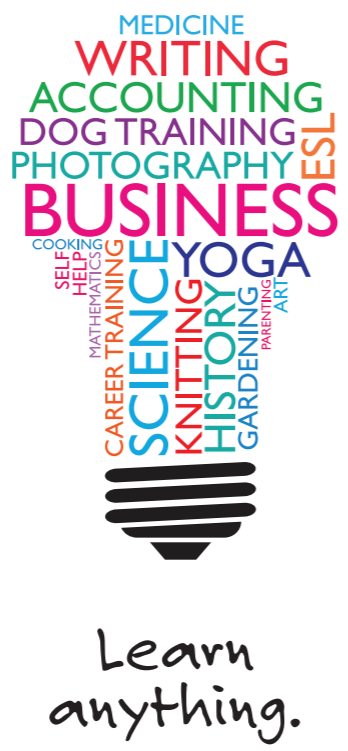 MEDICINE
WRITING
ACCOUNTING
DOG TRAINING
ESL
PHOTOGRAPHY
BUSINESS
COOKING
YOGA
SELF
HELP
MATHEMATICS
CAREER TRAINING
SCIENCE
KNITTING
HISTORY
GARDENING
PARENTING
ART
Learn
anything.